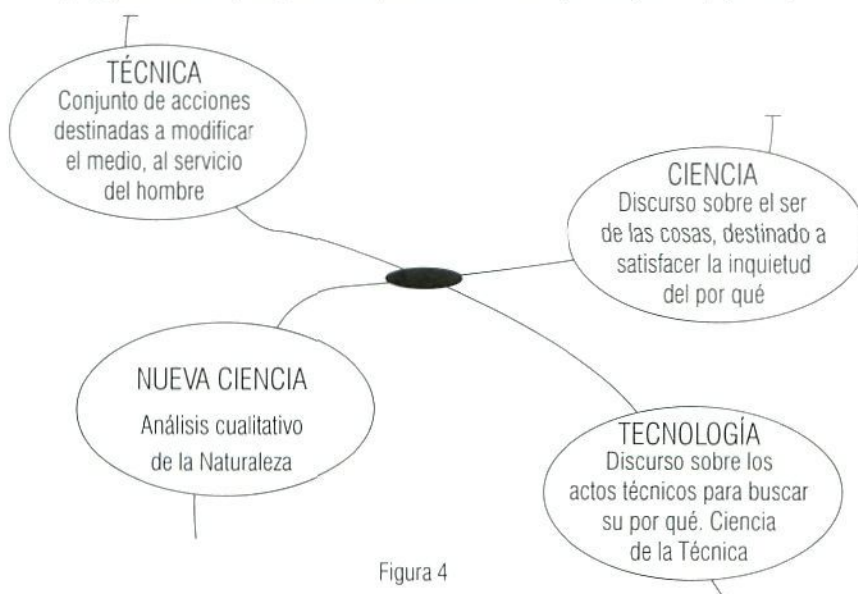 TÉCNICA
Conjunto de acciones
destinadas a modificar
el medio, al servicio
del hombre
CIENCIA
Discurso sobre el ser
de las cosas, destinado a
satisfacer la inquietud
del por qué
NUEVA CIENCIA
Análisis cualitativo
de la Naturaleza
TECNOLOGÍA
Discurso sobre los
actos técnicos para buscar
su por qué. Ciencia
de la Técnica
Figura 4